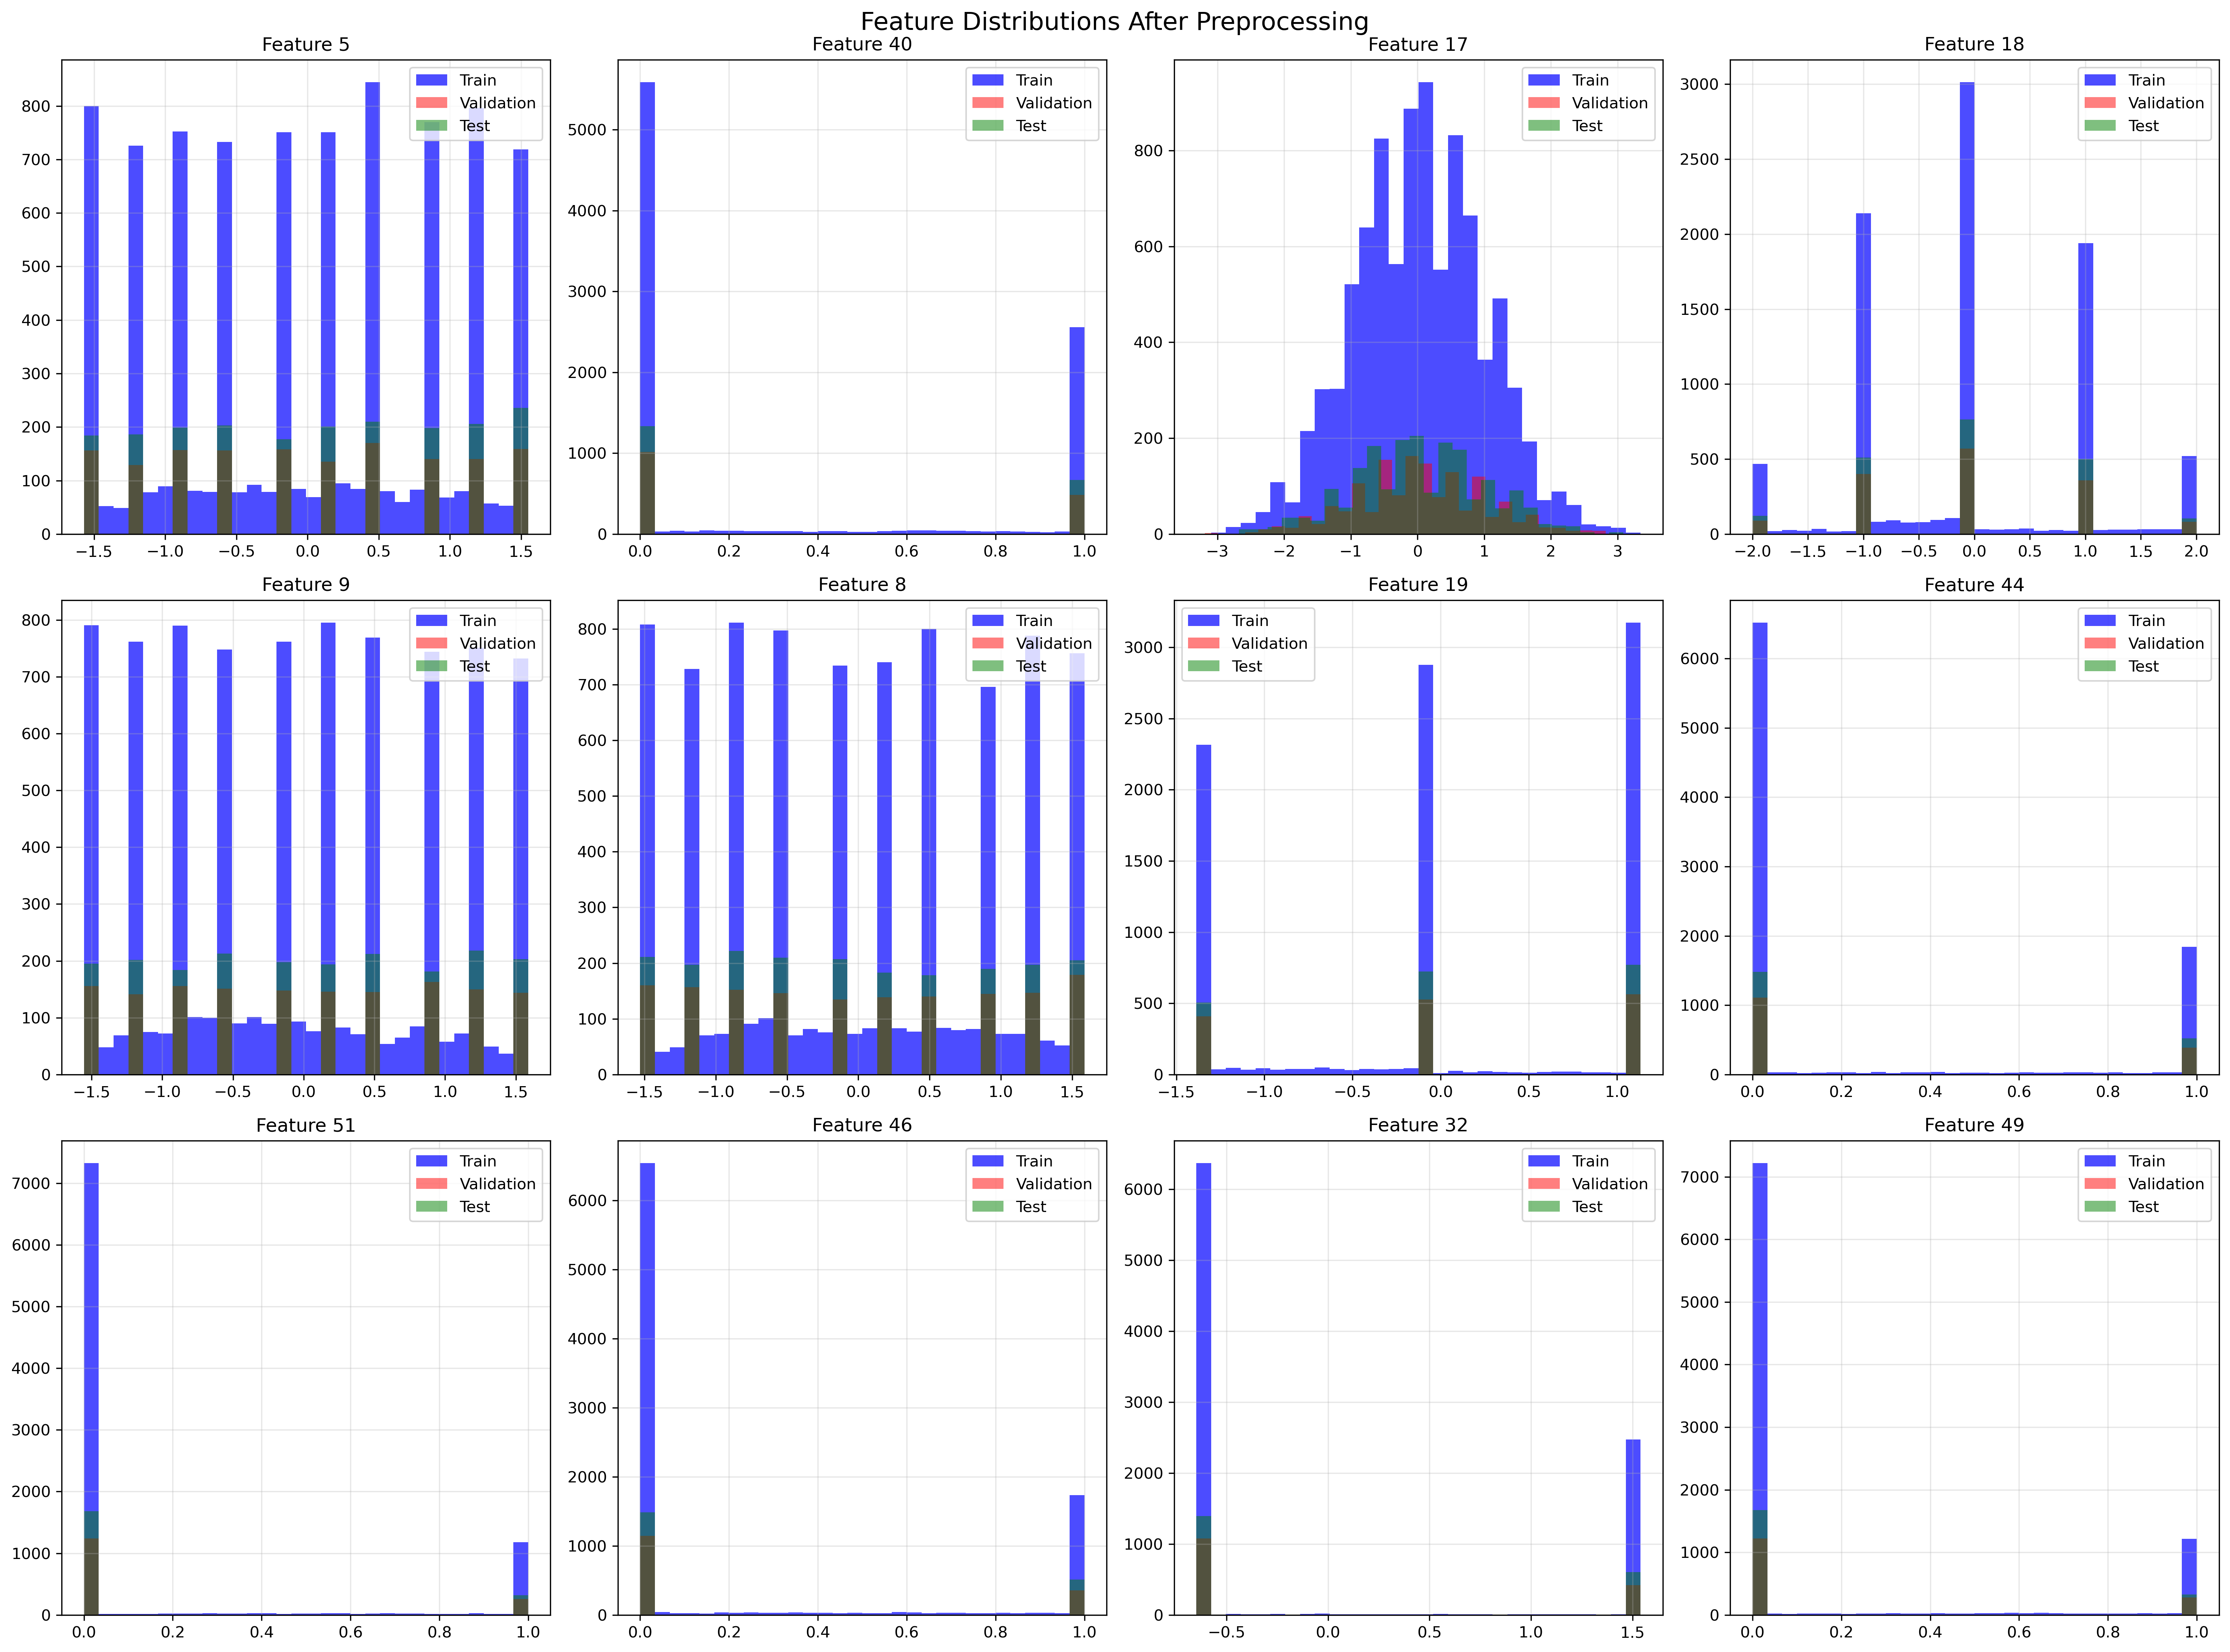 Feature Distributions After Preprocessing
Feature 5
Train
Validation
Test
800
700
600
500
400
300
200
100
0
−1.5 −1.0 −0.5 0.0 0.5 1.0 1.5
Feature 40
Train
Validation
Test
5000
4000
3000
2000
1000
0
0.0 0.2 0.4 0.6 0.8 1.0
Feature 17
Train
Validation
Test
800
600
400
200
0
−3 −2 −1 0 1 2 3
Feature 18
Train
Validation
Test
3000
2500
2000
1500
1000
500
0
−2.0 −1.5 −1.0 −0.5 0.0 0.5 1.0 1.5 2.0
Feature 9
Train
Validation
Test
800
700
600
500
400
300
200
100
0
−1.5 −1.0 −0.5 0.0 0.5 1.0 1.5
Feature 8
Train
Validation
Test
800
700
600
500
400
300
200
100
0
−1.5 −1.0 −0.5 0.0 0.5 1.0 1.5
Feature 19
Train
Validation
Test
3000
2500
2000
1500
1000
500
0
−1.5 −1.0 −0.5 0.0 0.5 1.0
Feature 44
Train
Validation
Test
6000
5000
4000
3000
2000
1000
0
0.0 0.2 0.4 0.6 0.8 1.0
Feature 51
Train
Validation
Test
7000
6000
5000
4000
3000
2000
1000
0
0.0 0.2 0.4 0.6 0.8 1.0
Feature 46
Train
Validation
Test
6000
5000
4000
3000
2000
1000
0
0.0 0.2 0.4 0.6 0.8 1.0
Feature 32
Train
Validation
Test
6000
5000
4000
3000
2000
1000
0
−0.5 0.0 0.5 1.0 1.5
Feature 49
Train
Validation
Test
7000
6000
5000
4000
3000
2000
1000
0
0.0 0.2 0.4 0.6 0.8 1.0